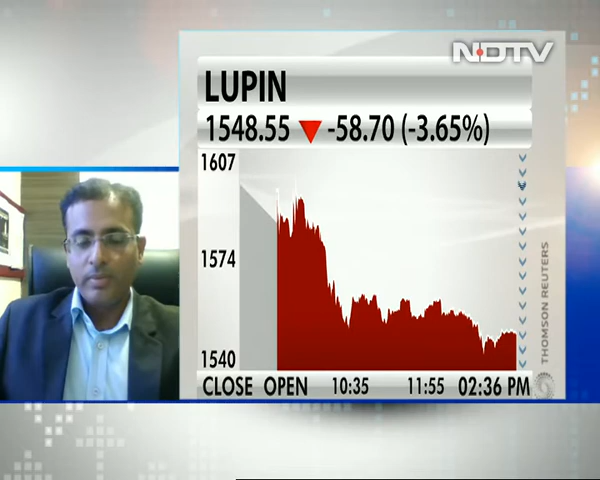 NDTV
LUPIN
1548.55 ▼ -58.70 (-3.65%)
1607
1574
1540
CLOSE OPEN 10:35 11:55 02:36 PM
THOMSON REUTERS